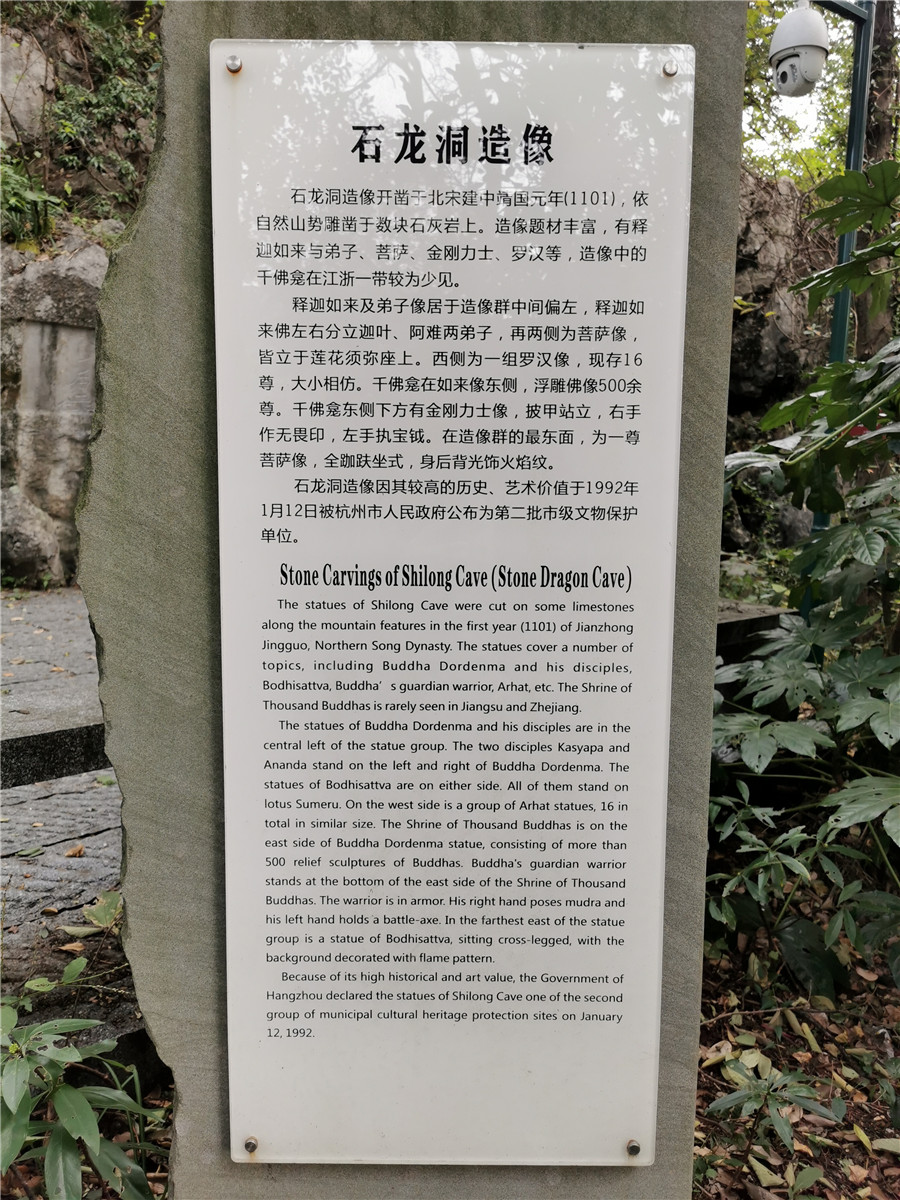 石龙洞造像
石龙洞造像开凿于北宋建中靖国元年(1101)，依
自然山势雕凿于数块石灰岩上。造像题材丰富，有释
迦如来与弟子、菩萨、金刚力士、罗汉等，造像中的
千佛龛在江浙一带较为少见。
释迦如来及弟子像居于造像群中间偏左，释迦如
来佛左右分立迦叶、阿难两弟子，再两侧为菩萨像，
皆立于莲花须弥座上。西侧为一组罗汉像，现存16
尊，大小相仿。千佛龛在如来像东侧，浮雕佛像500余
尊。千佛龛东侧下方有金刚力士像，披甲站立，右手
作无畏印，左手执宝钺。在造像群的最东面，为一尊
菩萨像，全跏趺坐式，身后背光饰火焰纹。
石龙洞造像因其较高的历史、艺术价值于1992年
1月12日被杭州市人民政府公布为第二批市级文物保护
单位。
Stone Carvings of Shilong Cave (Stone Dragon Cave)
The statues of Shilong Cave were cut on some limestones
along the mountain features in the first year (1101) of Jianzhong
Jingguo, Northern Song Dynasty. The statues cover a number of
topics, including Buddha Dordenma and his disciples,
Bodhisattva, Buddha’s guardian warrior, Arhat, etc. The Shrine of
Thousand Buddhas is rarely seen in Jiangsu and Zhejiang.
The statues of Buddha Dordenma and his disciples are in the
central left of the statue group. The two disciples Kasyapa and
Ananda stand on the left and right of Buddha Dordenma. The
statues of Bodhisattva are on either side. All of them stand on
lotus Sumeru. On the west side is a group of Arhat statues, 16 in
total in similar size. The Shrine of Thousand Buddhas is on the
east side of Buddha Dordenma statue, consisting of more than
500 relief sculptures of Buddhas. Buddha's guardian warrior
stands at the bottom of the east side of the Shrine of Thousand
Buddhas. The warrior is in armor. His right hand poses mudra and
his left hand holds a battle-axe. In the farthest east of the statue
group is a statue of Bodhisattva, sitting cross-legged, with the
background decorated with flame pattern.
Because of its high historical and art value, the Government of
Hangzhou declared the statues of Shilong Cave one of the second
group of municipal cultural heritage protection sites on January
12, 1992.